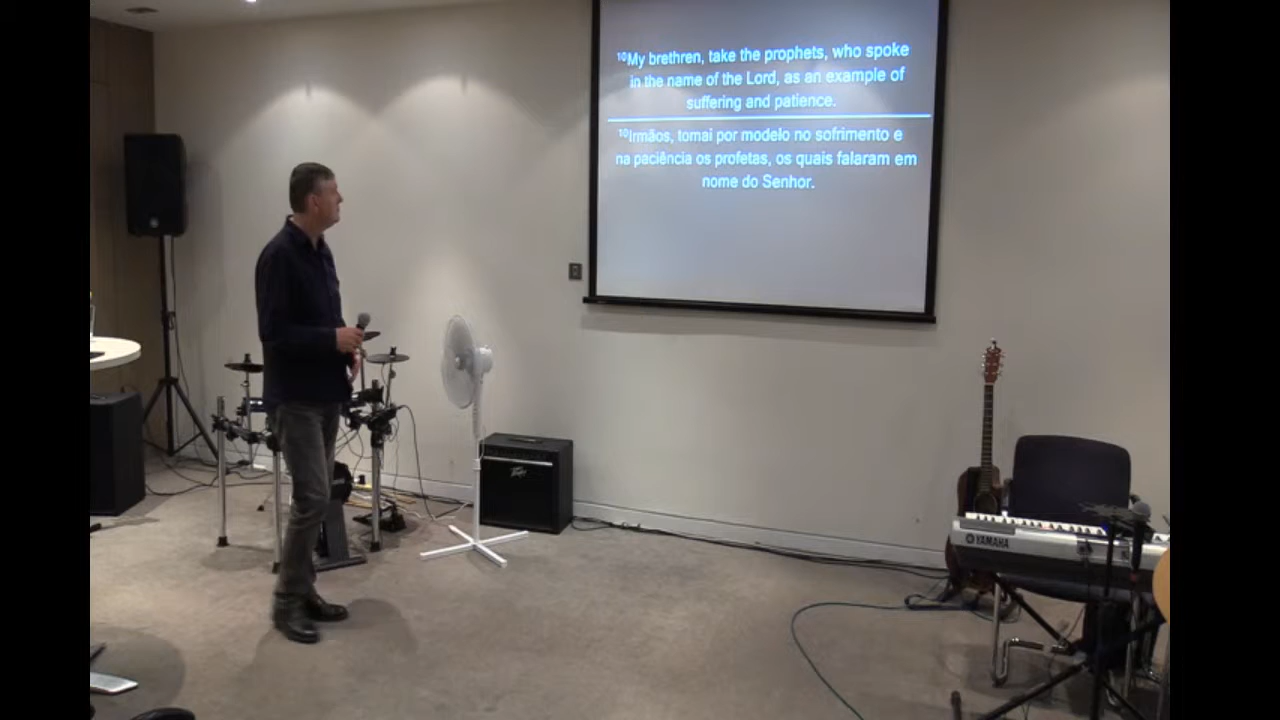 ¹⁰My brethren, take the prophets, who spoke
in the name of the Lord, as an example of
suffering and patience.
¹⁰Irmãos, tomai por modelo no sofrimento e
na paciência os profetas, os quais falaram em
nome do Senhor.
PEAVEY
YAMAHA